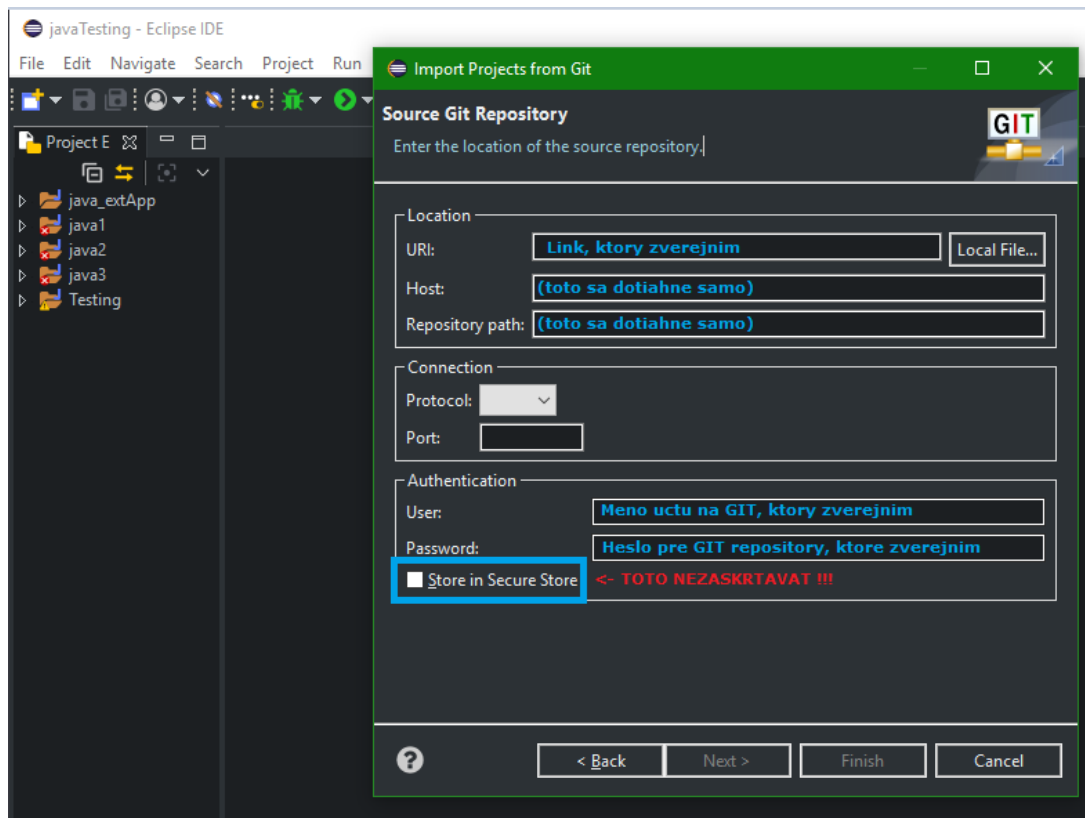 javaTesting - Eclipse IDE
File Edit Navigate Search Project Run
Import Projects from Git
Source Git Repository
Enter the location of the source repository.
GIT
Project E
java_extApp
java1
java2
java3
Testing
Location
URI: Link, ktory zverejnim Local File...
Host: (toto sa dotiahne samo)
Repository path: (toto sa dotiahne samo)
Connection
Protocol:
Port:
Authentication
User: Meno uctu na GIT, ktory zverejnim
Password: Heslo pre GIT repository, ktore zverejnim
Store in Secure Store <- TOTO NEZASKRTAVAT !!!
? < Back Next > Finish Cancel